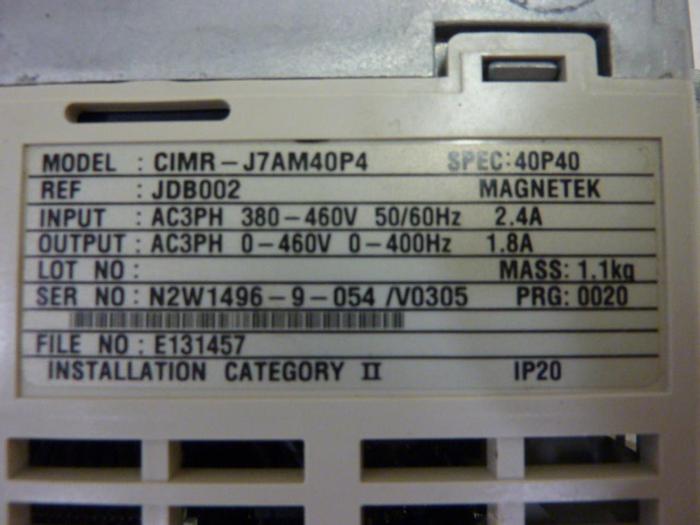 MODEL : CIMR-J7AM40P4 SPEC:40P40
REF : JDB002 MAGNETEK
INPUT : AC3PH 380-460V 50/60Hz 2.4A
OUTPUT : AC3PH 0-460V 0-400Hz 1.8A
LOT NO : MASS: 1.1kg
SER NO : N2W1496-9-054 /V0305 PRG: 0020
FILE NO : E131457
INSTALLATION CATEGORY II IP20